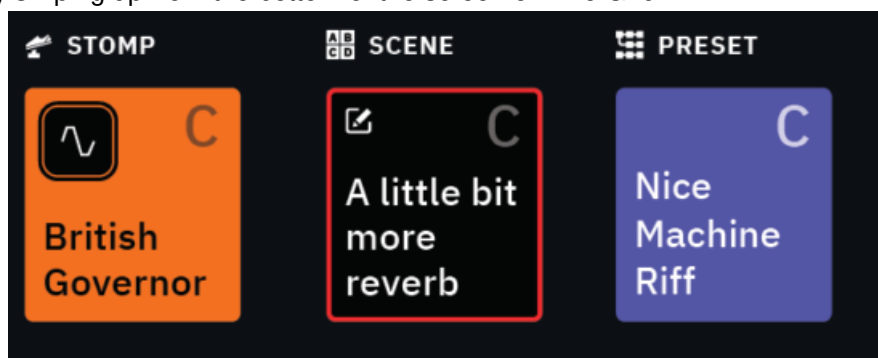 STOMP
SCENE
PRESET
C
British
Governor
C
A little bit
more
reverb
C
Nice
Machine
Riff